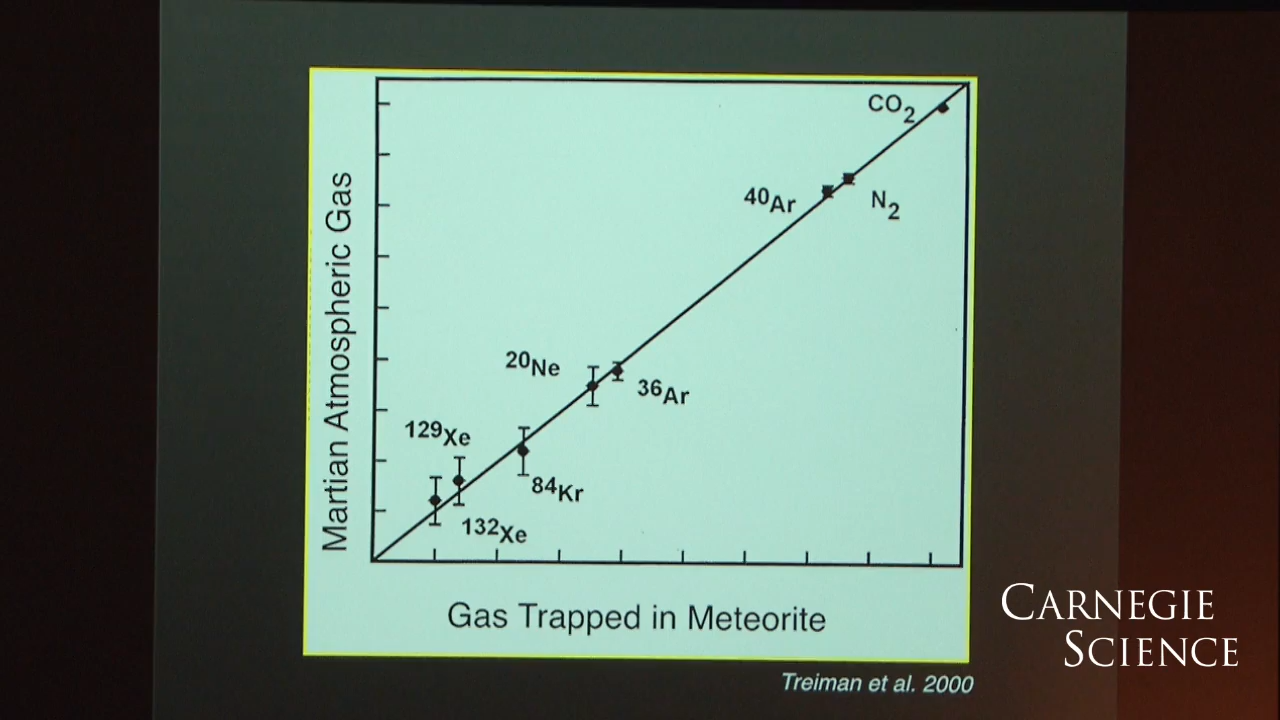 CO2
40Ar
N2
20Ne
36Ar
129Xe
84Kr
132Xe
Martian Atmospheric Gas
Gas Trapped in Meteorite
Treiman et al. 2000
CARNEGIE
SCIENCE